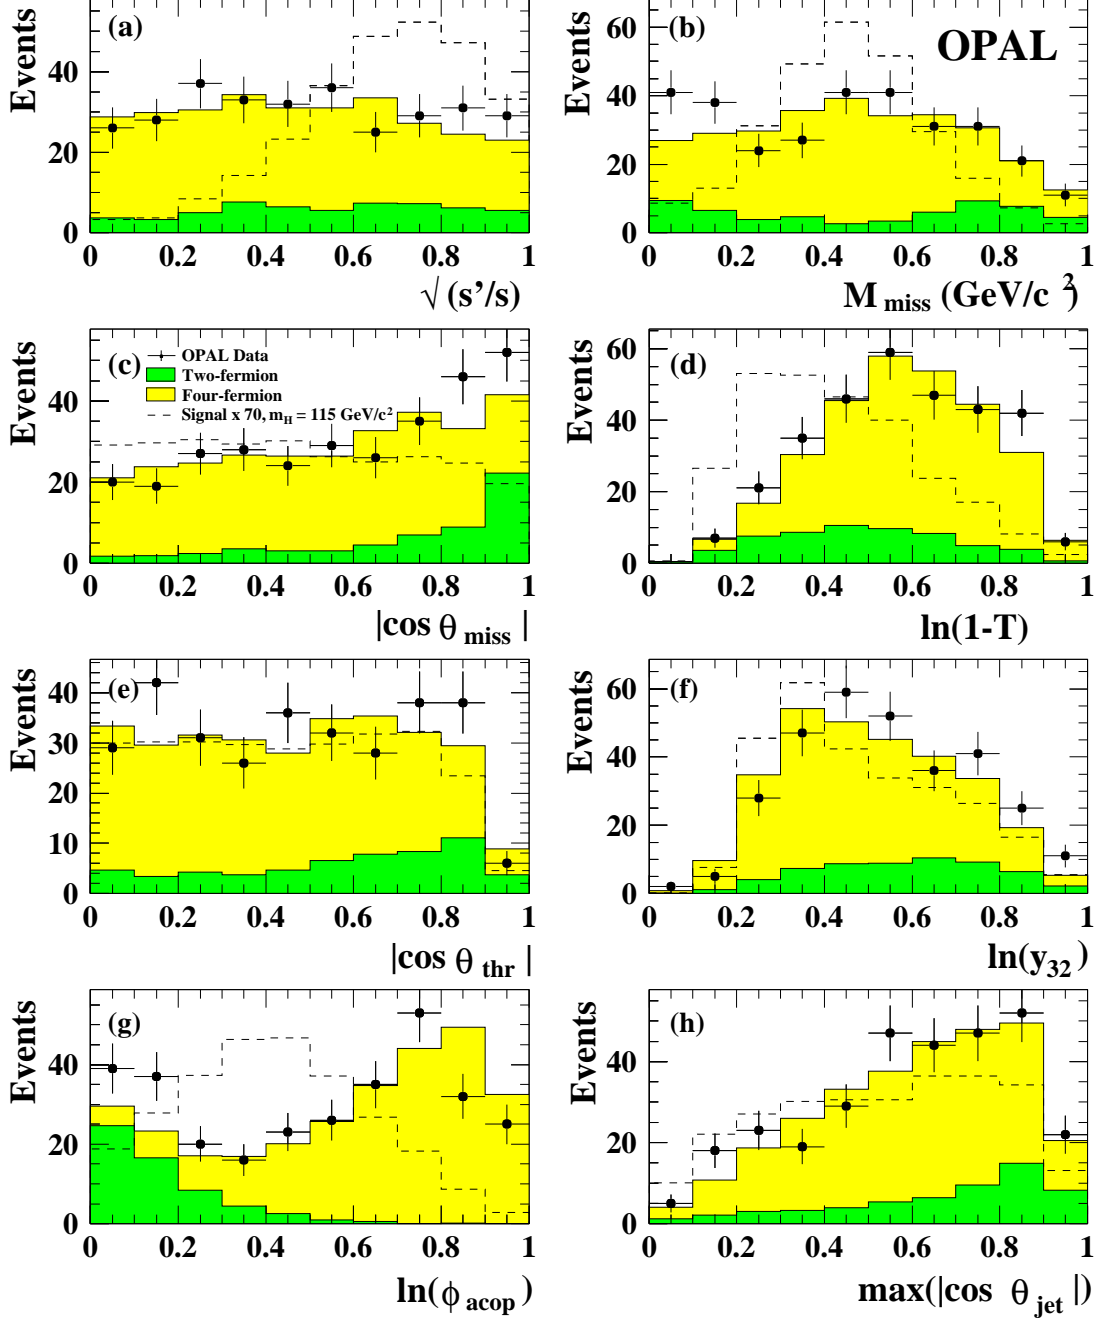 (a)
Events
40
20
0
0 0.2 0.4 0.6 0.8 1
√(s'/s)
(b)
OPAL
Events
60
40
20
0
0 0.2 0.4 0.6 0.8 1
M miss (GeV/c 2)
(c)
OPAL Data
Two-fermion
Four-fermion
Signal x 70, mH = 115 GeV/c2
Events
40
20
0
0 0.2 0.4 0.6 0.8 1
|cos θ miss |
(d)
Events
60
40
20
0
0 0.2 0.4 0.6 0.8 1
ln(1-T)
(e)
Events
40
30
20
10
0
0 0.2 0.4 0.6 0.8 1
|cos θ thr |
(f)
Events
60
40
20
0
0 0.2 0.4 0.6 0.8 1
ln(y32)
(g)
Events
40
20
0
0 0.2 0.4 0.6 0.8 1
ln(ϕ acop)
(h)
Events
40
20
0
0 0.2 0.4 0.6 0.8 1
max(|cos θ jet |)